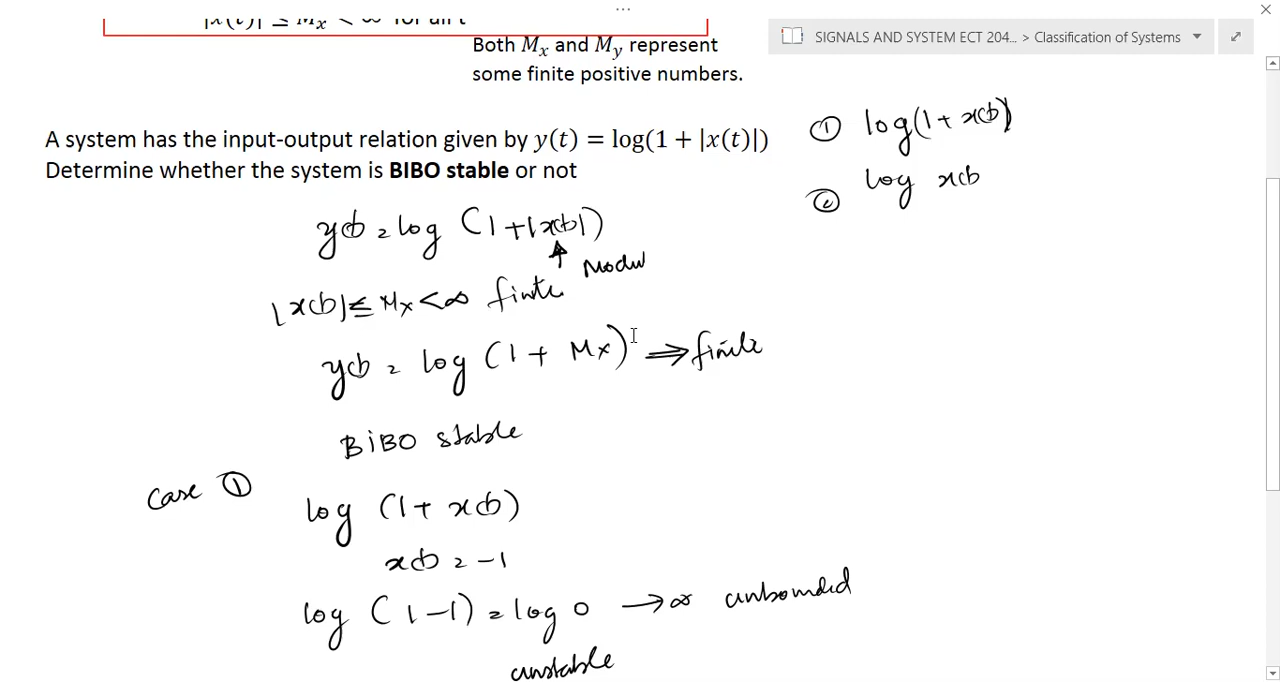 |x(t)| ≤ Mx < ∞ for all t
Both Mx and My represent
some finite positive numbers.
SIGNALS AND SYSTEM ECT 204... > Classification of Systems
A system has the input-output relation given by y(t) = log(1 + |x(t)|)
Determine whether the system is BIBO stable or not
① log(1 + x(t))
② log x(t)
y(t) = log (1 + |x(t)|)
↑ Modu
|x(t)| ≤ Mx < ∞ finite
y(t) = log (1 + Mx) ⟹ finite
BiBO stable
Case ①
log (1 + x(t))
x(t) = -1
log (1-1) = log 0 → ∞ unbounded
unstable